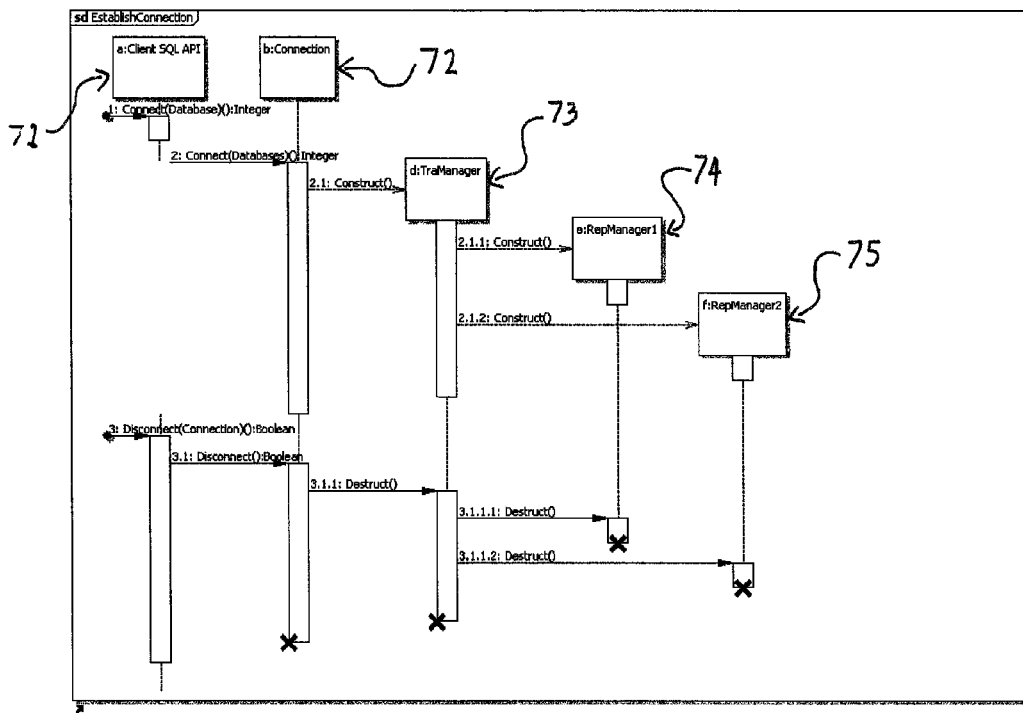 sd EstablishConnection
a:Client SQL API
b:Connection
72
71
1: Connect(Database)():Integer
73
2: Connect(Databases)():Integer
d:TraManager
2.1: Construct()
74
e:RepManager1
2.1.1: Construct()
75
f:RepManager2
2.1.2: Construct()
3: Disconnect(Connection)():Boolean
3.1: Disconnect():Boolean
3.1.1: Destruct()
3.1.1.1: Destruct()
3.1.1.2: Destruct()